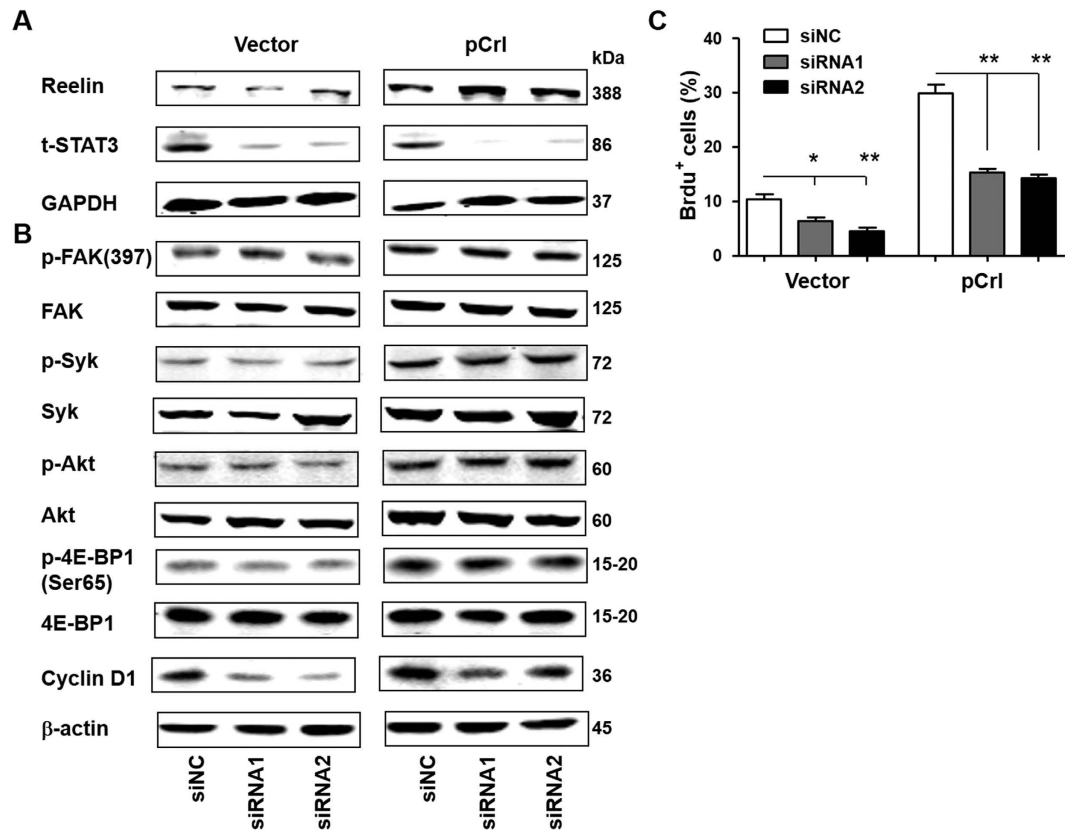 A
Vector
pCrl
kDa
Reelin
388
t-STAT3
86
GAPDH
37
B
p-FAK(397)
125
FAK
125
p-Syk
72
Syk
72
p-Akt
60
Akt
60
p-4E-BP1
(Ser65)
15-20
4E-BP1
15-20
Cyclin D1
36
β-actin
45
siNC
siRNA1
siRNA2
siNC
siRNA1
siRNA2
C
siNC
siRNA1
siRNA2
Brdu⁺ cells (%)
40
30
20
10
0
*
**
**
**
Vector
pCrl